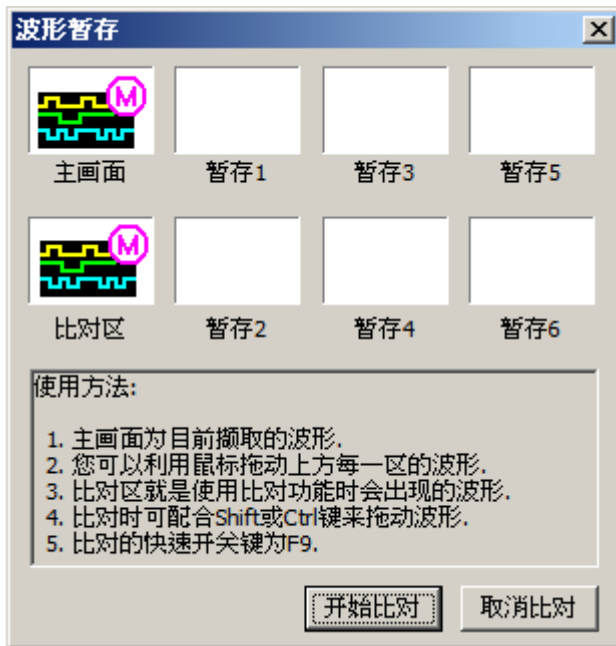 波形暂存
M
主画面 暂存1 暂存3 暂存5
M
比对区 暂存2 暂存4 暂存6
使用方法:
1. 主画面为目前撷取的波形.
2. 您可以利用鼠标拖动上方每一区的波形.
3. 比对区就是使用比对功能时会出现的波形.
4. 比对时可配合Shift或Ctrl键来拖动波形.
5. 比对的快速开关键为F9.
开始比对 取消比对